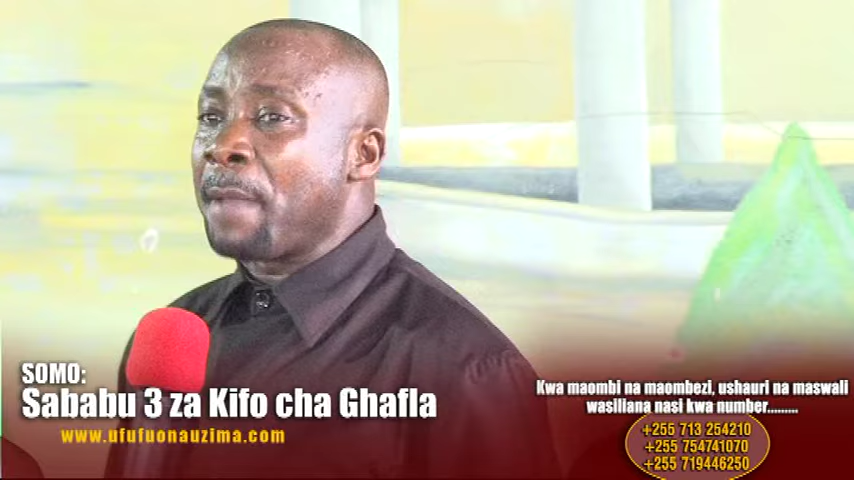 SOMO:
Sababu 3 za Kifo cha Ghafla
www.ufufuonauzima.com
Kwa maombi na maombezi, ushauri na maswali
wasiliana nasi kwa number.........
+255 713 254210
+255 754741070
+255 719446250